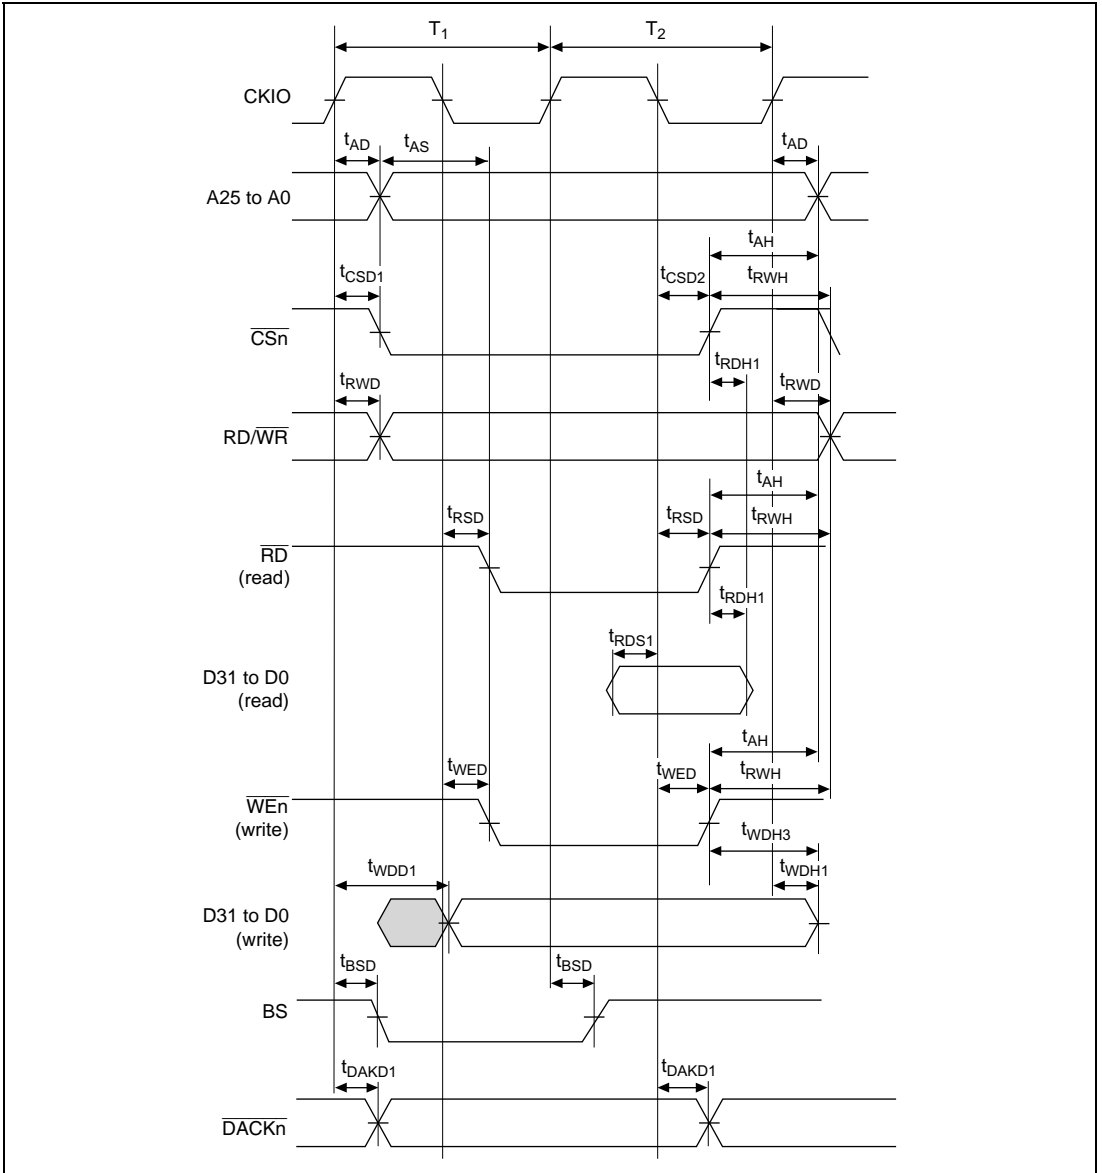 T1 T2
CKIO
tAD tAS tAD
A25 to A0
tAH
tCSD1 tCSD2 tRWH
CSn
tRDH1
tRWD tRWD
RD/WR
tAH
tRSD tRSD tRWH
RD
(read)
tRDH1
tRDS1
D31 to D0
(read)
tAH
tWED tWED tRWH
WEn
(write)
tWDH3
tWDD1 tWDH1
D31 to D0
(write)
tBSD tBSD
BS
tDAKD1 tDAKD1
DACKn